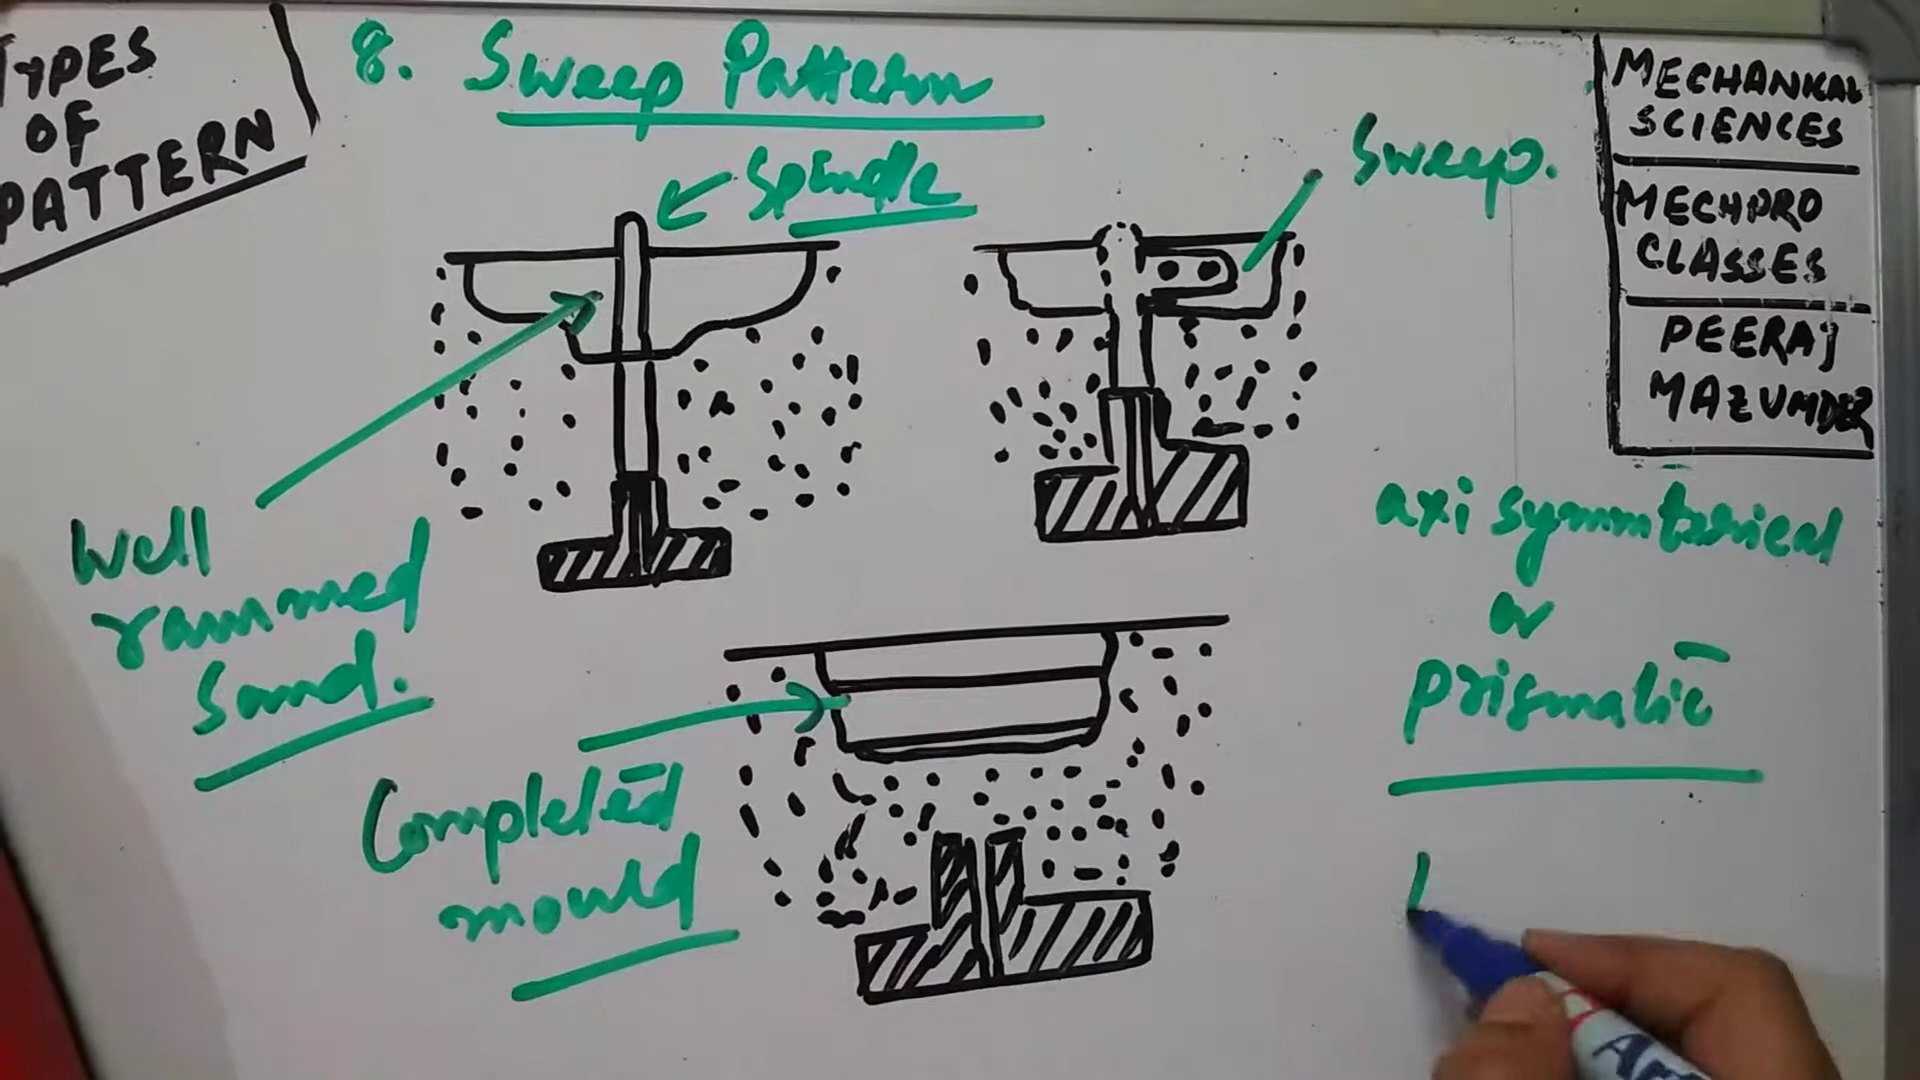 TYPES
OF
PATTERN
8. Sweep Pattern
Spindle
Sweep.
MECHANICAL
SCIENCES
MECHPRO
CLASSES
PEERAJ
MAZUMDER
Well
rammed
Sand.
Completed
mould
axi symmtorical
or
prismatic